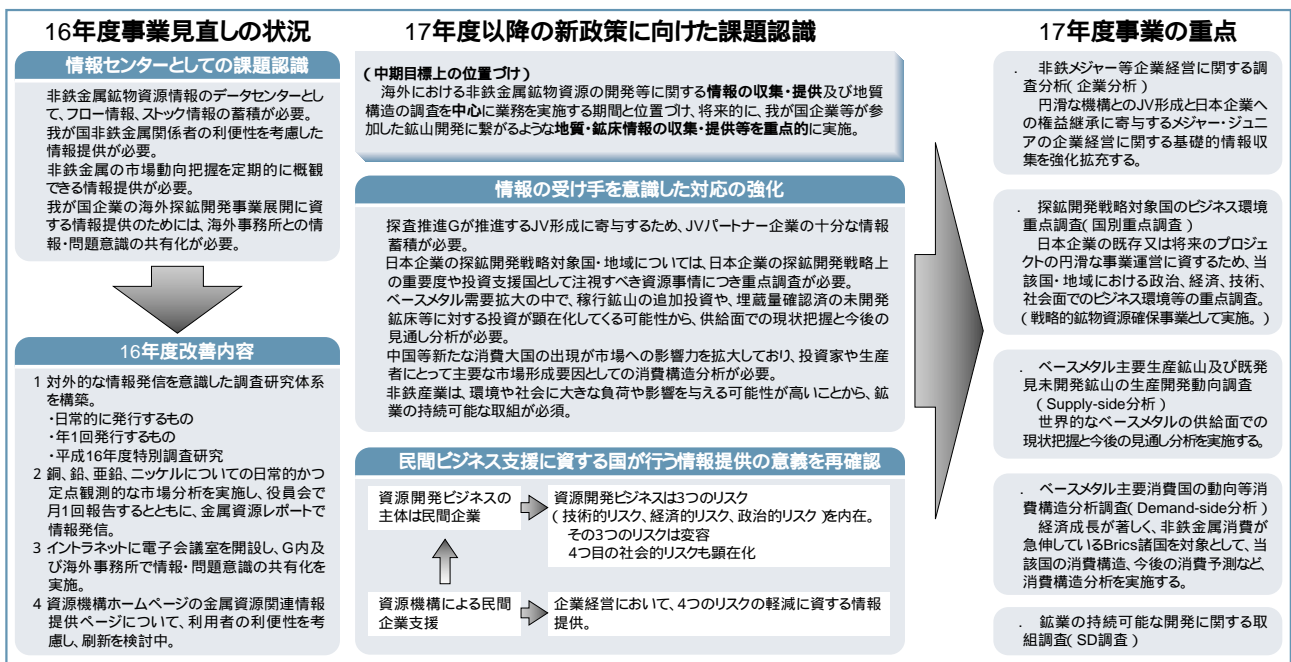 16年度事業見直しの状況
情報センターとしての課題認識
非鉄金属鉱物資源情報のデータセンターとし
て、フロー情報、ストック情報の蓄積が必要。
我が国非鉄金属関係者の利便性を考慮した
情報提供が必要。
非鉄金属の市場動向把握を定期的に概観
できる情報提供が必要。
我が国企業の海外探鉱開発事業展開に資
する情報提供のためには、海外事務所との情
報・問題意識の共有化が必要。
16年度改善内容
1 対外的な情報発信を意識した調査研究体系
を構築。
・日常的に発行するもの
・年1回発行するもの
・平成16年度特別調査研究
2 銅、鉛、亜鉛、ニッケルについての日常的かつ
定点観測的な市場分析を実施し、役員会で
月1回報告するとともに、金属資源レポートで
情報発信。
3 イントラネットに電子会議室を開設し、G内及
び海外事務所で情報・問題意識の共有化を
実施。
4 資源機構ホームページの金属資源関連情報
提供ページについて、利用者の利便性を考
慮し、刷新を検討中。
17年度以降の新政策に向けた課題認識
（中期目標上の位置づけ）
海外における非鉄金属鉱物資源の開発等に関する情報の収集・提供及び地質
構造の調査を中心に業務を実施する期間と位置づけ、将来的に、我が国企業等が参
加した鉱山開発に繋がるような地質・鉱床情報の収集・提供等を重点的に実施。
情報の受け手を意識した対応の強化
探査推進Gが推進するJV形成に寄与するため、JVパートナー企業の十分な情報
蓄積が必要。
日本企業の探鉱開発戦略対象国・地域については、日本企業の探鉱開発戦略上
の重要度や投資支援国として注視すべき資源事情につき重点調査が必要。
ベースメタル需要拡大の中で、稼行鉱山の追加投資や、埋蔵量確認済の未開発
鉱床等に対する投資が顕在化してくる可能性から、供給面での現状把握と今後の
見通し分析が必要。
中国等新たな消費大国の出現が市場への影響力を拡大しており、投資家や生産
者にとって主要な市場形成要因としての消費構造分析が必要。
非鉄産業は、環境や社会に大きな負荷や影響を与える可能性が高いことから、鉱
業の持続可能な取組が必須。
民間ビジネス支援に資する国が行う情報提供の意義を再確認
資源開発ビジネスの
主体は民間企業
資源開発ビジネスは3つのリスク
（技術的リスク、経済的リスク、政治的リスク）を内在。
その3つのリスクは変容
4つ目の社会的リスクも顕在化
資源機構による民間
企業支援
企業経営において、4つのリスクの軽減に資する情報
提供。
17年度事業の重点
. 非鉄メジャー等企業経営に関する調
査分析（企業分析）
円滑な機構とのJV形成と日本企業へ
の権益継承に寄与するメジャー・ジュニ
アの企業経営に関する基礎的情報収
集を強化拡充する。
. 探鉱開発戦略対象国のビジネス環境
重点調査（国別重点調査）
日本企業の既存又は将来のプロジェ
クトの円滑な事業運営に資するため、当
該国・地域における政治、経済、技術、
社会面でのビジネス環境等の重点調査。
（戦略的鉱物資源確保事業として実施。）
. ベースメタル主要生産鉱山及び既発
見未開発鉱山の生産開発動向調査
（Supply-side分析）
世界的なベースメタルの供給面での
現状把握と今後の見通し分析を実施する。
. ベースメタル主要消費国の動向等消
費構造分析調査（Demand-side分析）
経済成長が著しく、非鉄金属消費が
急伸しているBrics諸国を対象として、当
該国の消費構造、今後の消費予測など、
消費構造分析を実施する。
. 鉱業の持続可能な開発に関する取
組調査（SD調査）